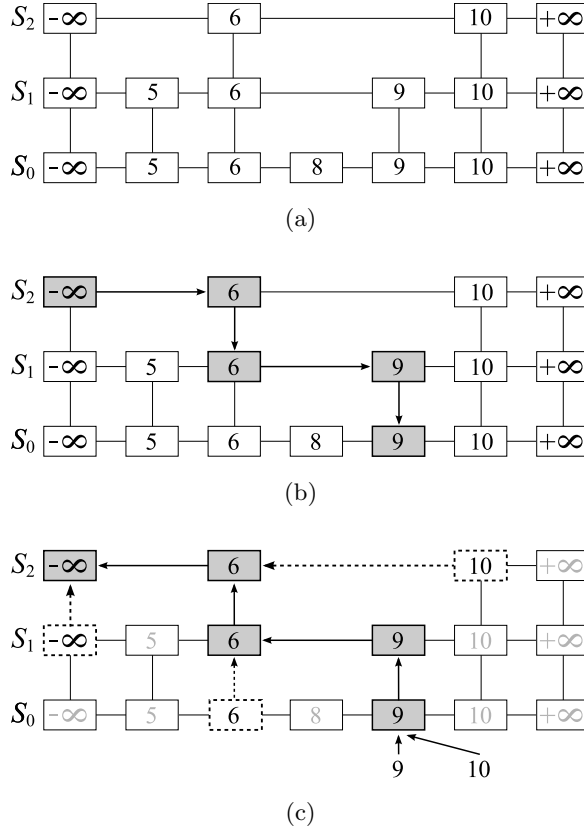 S₂ -∞ 6 10 +∞
S₁ -∞ 5 6 9 10 +∞
S₀ -∞ 5 6 8 9 10 +∞
(a)
S₂ -∞ 6 10 +∞
S₁ -∞ 5 6 9 10 +∞
S₀ -∞ 5 6 8 9 10 +∞
(b)
S₂ -∞ 6 10 +∞
S₁ -∞ 5 6 9 10 +∞
S₀ -∞ 5 6 8 9 10 +∞
9 10
(c)